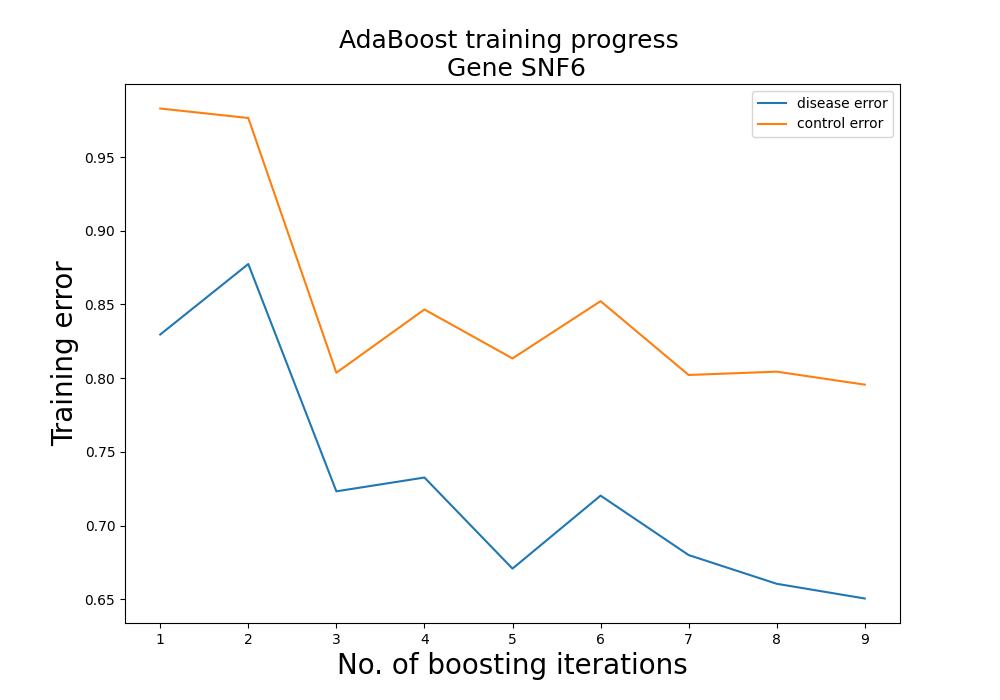 AdaBoost training progress
Gene SNF6
disease error
control error
Training error
0.95
0.90
0.85
0.80
0.75
0.70
0.65
1 2 3 4 5 6 7 8 9
No. of boosting iterations